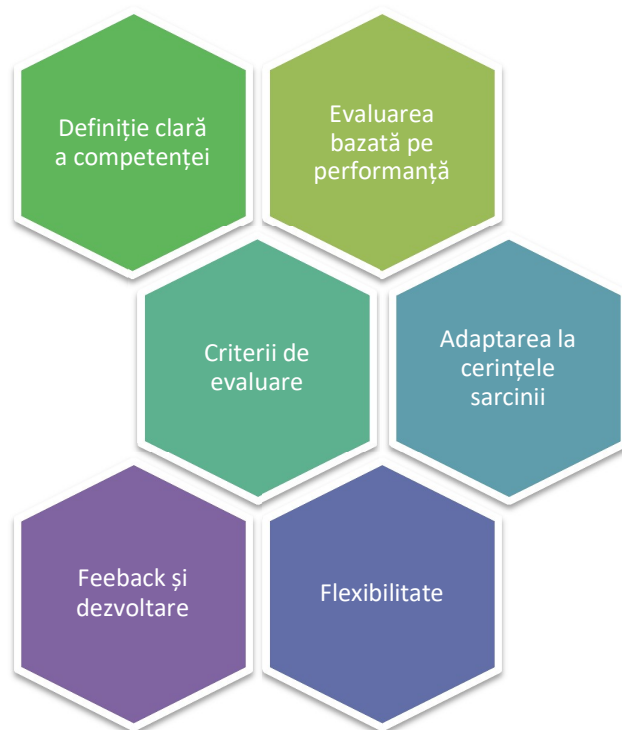 Definiție clară
a competenței
Evaluarea
bazată pe
performanță
Criterii de
evaluare
Adaptarea la
cerințele
sarcinii
Feeback și
dezvoltare
Flexibilitate